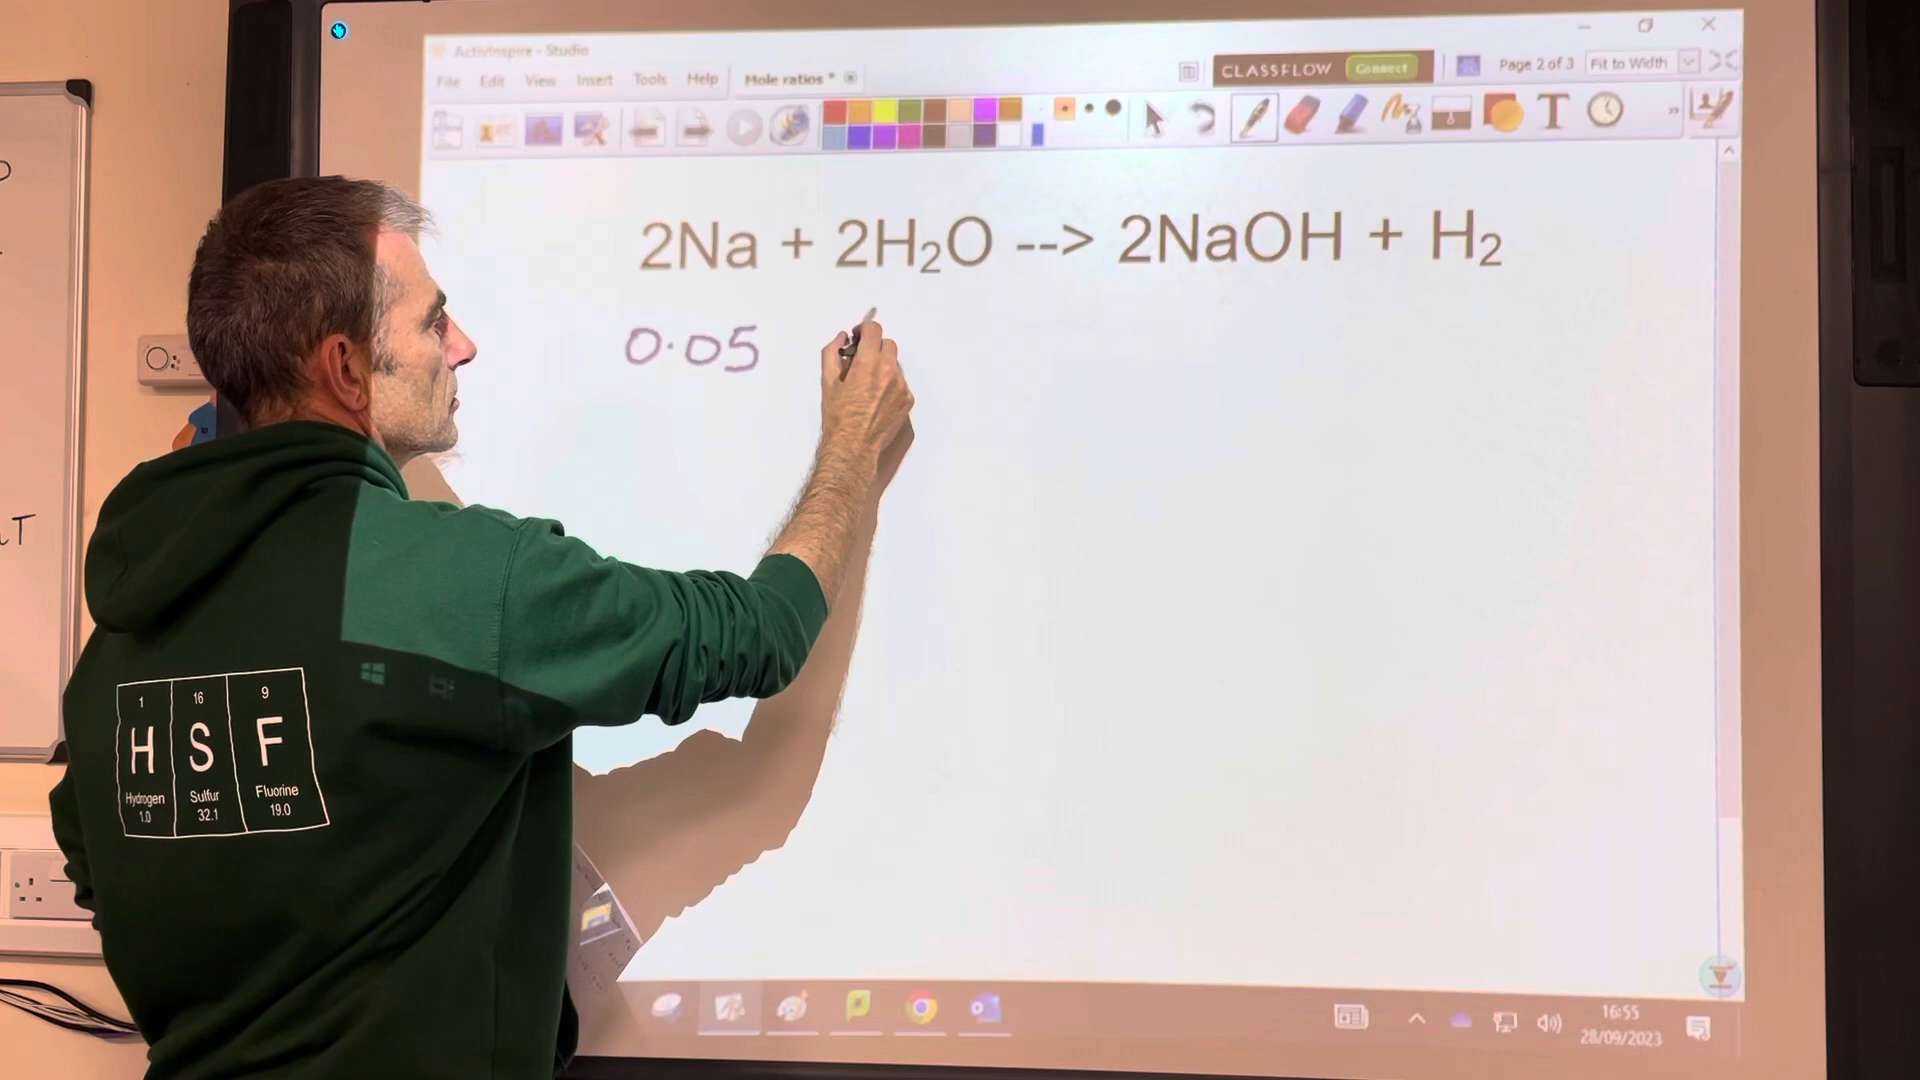 ActivInspire - Studio
File Edit View Insert Tools Help
Mole ratios *
CLASSFLOW Connect
Page 2 of 3
Fit to Width
T
2Na + 2H₂O --> 2NaOH + H₂
0.05
1 16 9
H S F
Hydrogen Sulfur Fluorine
1.0 32.1 19.0
16:55
28/09/2023